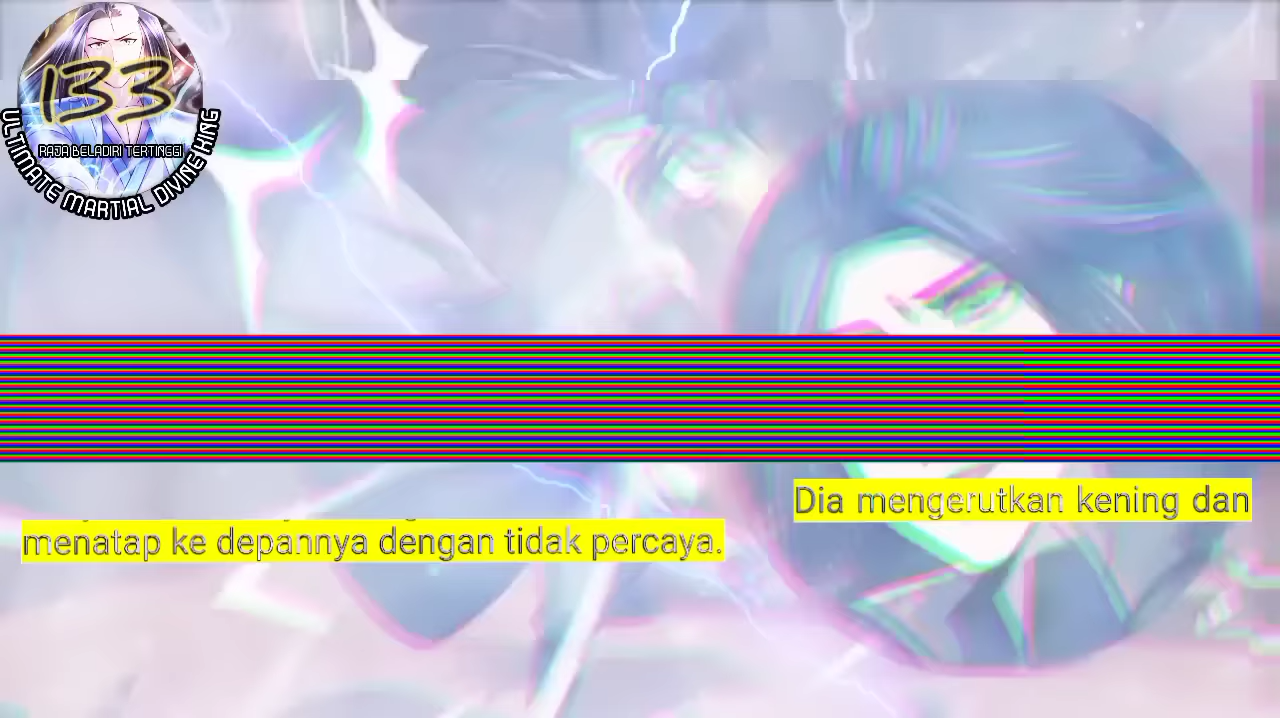 133
RAJA BELADIRI TERTINGGI
ULTIMATE MARTIAL DIVINE KING
Dia mengerutkan kening dan
menatap ke depannya dengan tidak percaya.